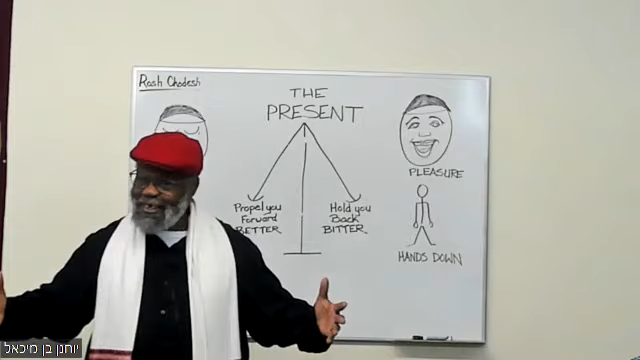 Rosh Chodesh
THE
PRESENT
PLEASURE
Propel you
Forward
BETTER
Hold you
Back
BITTER
HANDS DOWN
יוחנן בן מיכאל